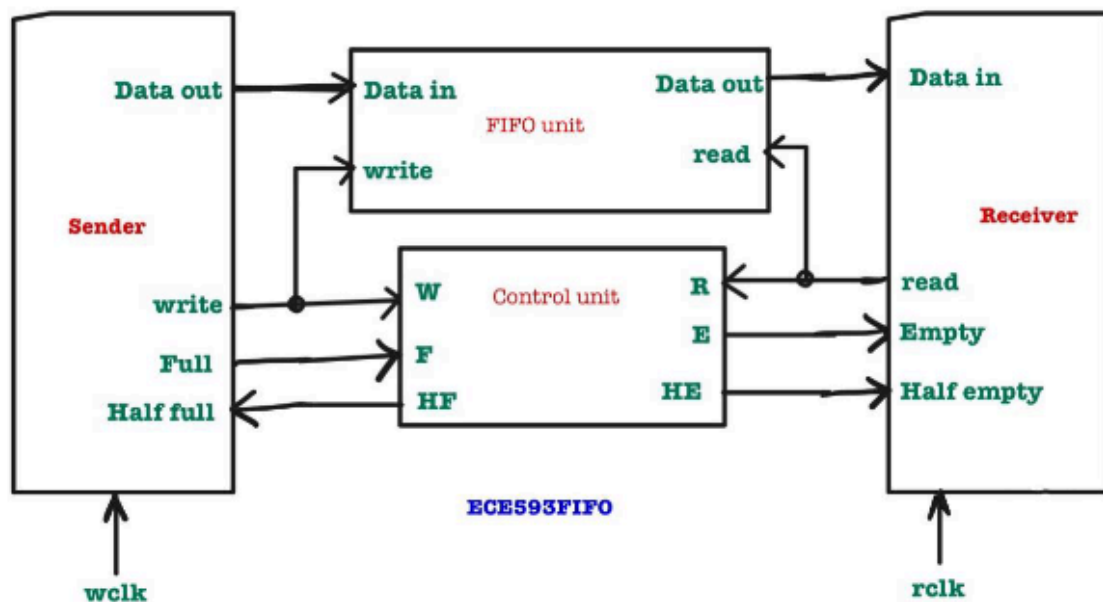 Data out
Data in
Data out
Data in
FIFO unit
write
read
Sender
Receiver
write
W
Control unit
R
read
Full
F
E
Empty
Half full
HF
HE
Half empty
ECE593FIFO
wclk
rclk